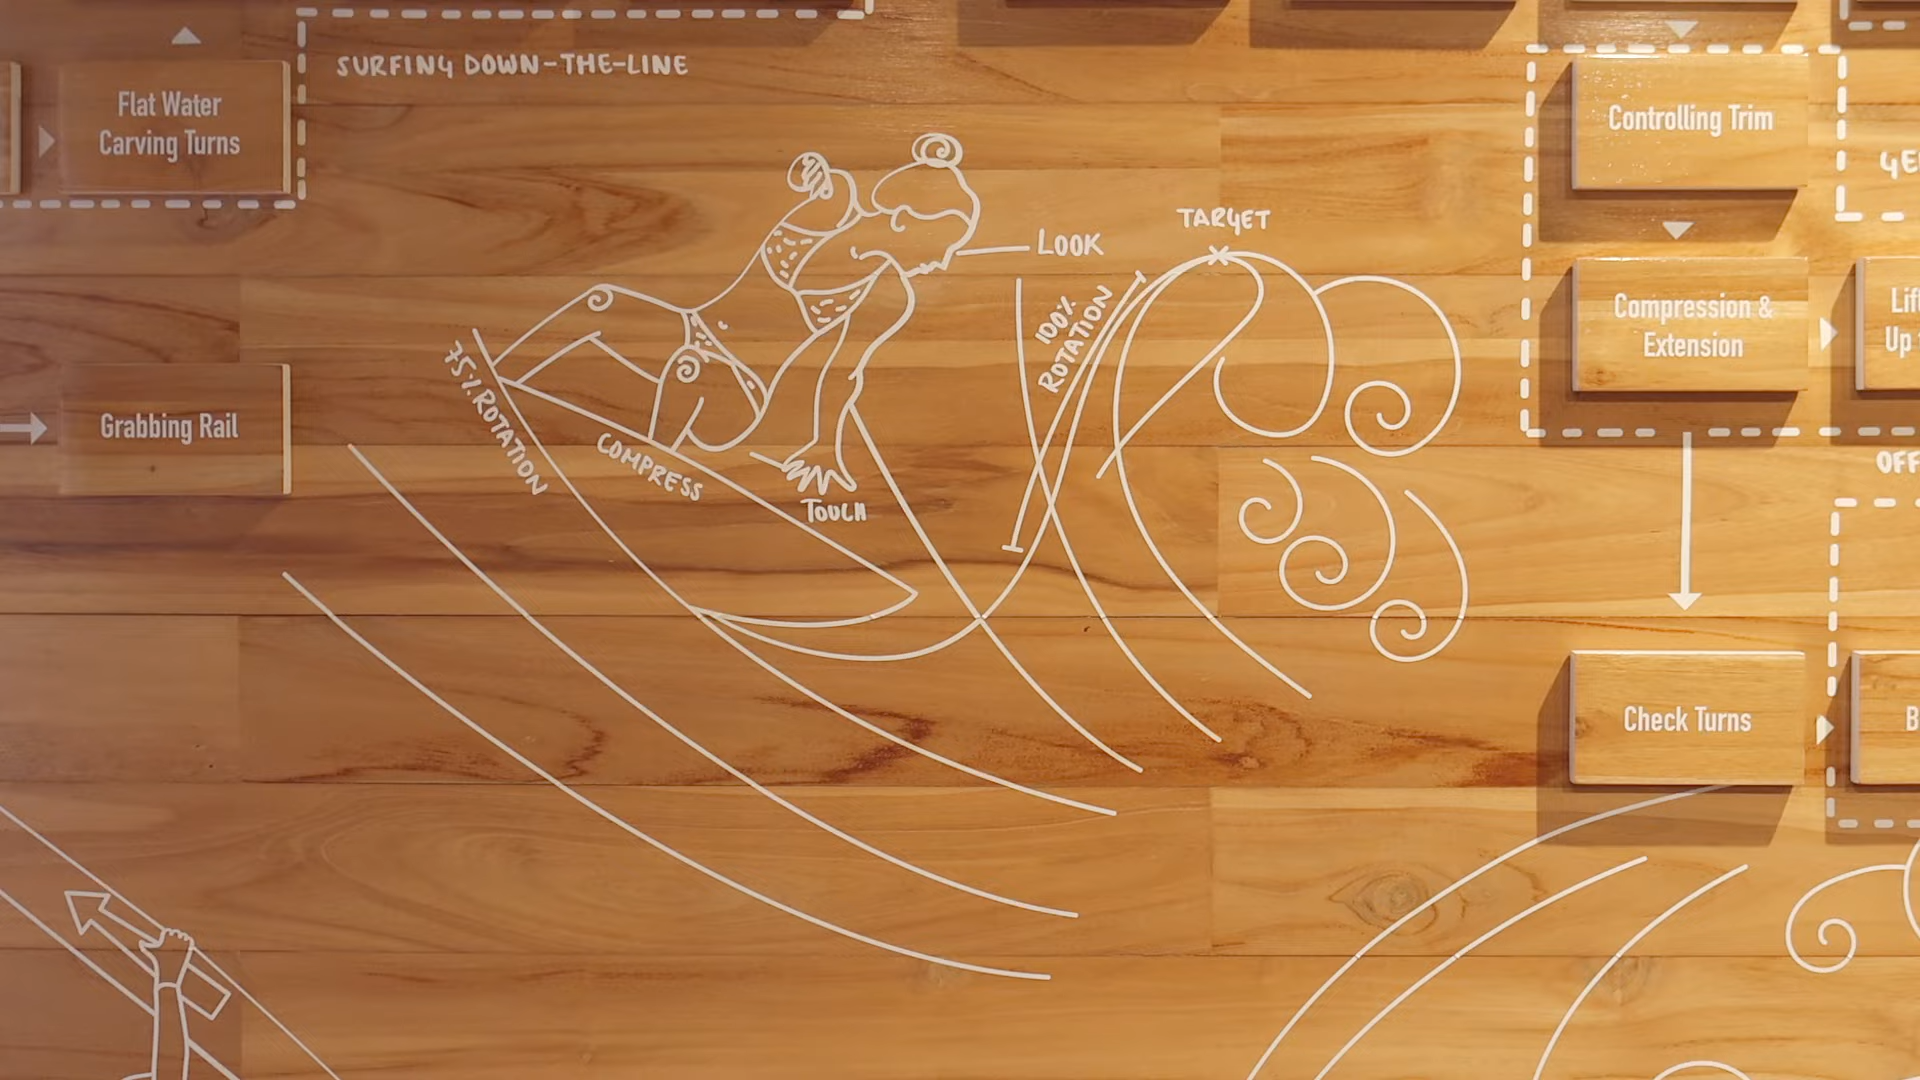 SURFING DOWN-THE-LINE
Flat Water
Carving Turns
Controlling Trim
TARGET
LOOK
100%
ROTATION
75% ROTATION
Compression &
Extension
Up
Grabbing Rail
COMPRESS
TOUCH
Check Turns